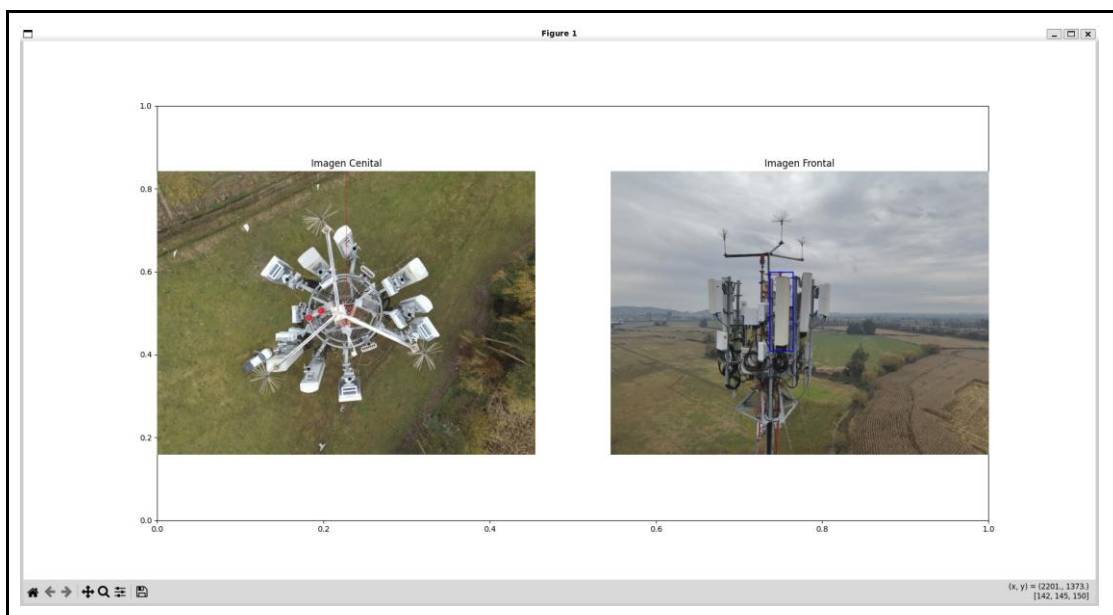 Figure 1
1.0
Imagen Cenital
Imagen Frontal
0.8
0.6
0.4
0.2
0.0
0.0
0.2
0.4
0.6
0.8
1.0
(x, y) = (2201., 1373.)
[142, 145, 150]